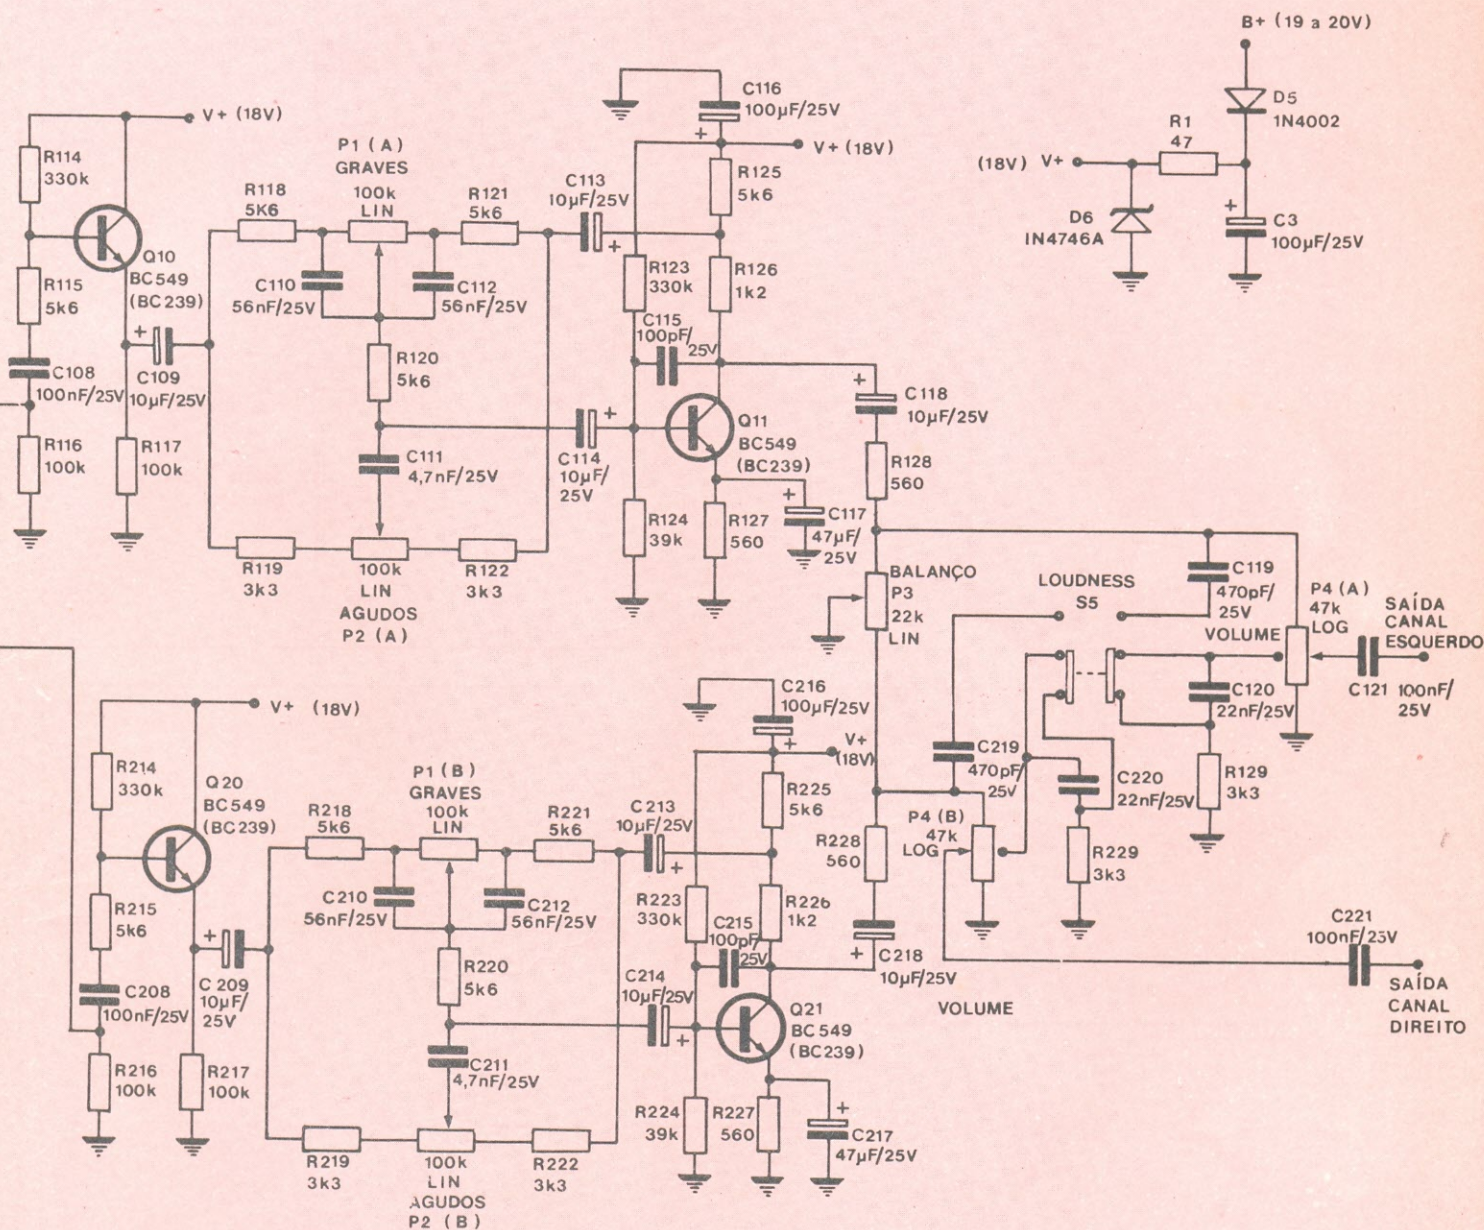 B+ (19 a 20V)
D5
1N4002
R1
47
(18V) V+
D6
1N4746A
C3
100µF/25V
+
V+ (18V)
R114
330k
Q10
BC549
(BC239)
R115
5k6
C108
100nF/25V
+
C109
10µF/25V
R116
100k
R117
100k
R118
5K6
P1 (A)
GRAVES
100k
LIN
R121
5k6
C110
56nF/25V
C112
56nF/25V
R120
5k6
C111
4,7nF/25V
R119
3k3
100k
LIN
AGUDOS
P2 (A)
R122
3k3
C113
10µF/25V
+
C116
100µF/25V
+
V+ (18V)
R125
5k6
R123
330k
R126
1k2
C115
100pF/
25V
C114
10µF/
25V
+
Q11
BC549
(BC239)
R124
39k
R127
560
+
C117
47µF/
25V
+
C118
10µF/25V
R128
560
BALANÇO
P3
22k
LIN
LOUDNESS
S5
C119
470pF/
25V
P4 (A)
47k
LOG
VOLUME
SAÍDA
CANAL
ESQUERDO
C121 100nF/
25V
C120
22nF/25V
R129
3k3
C219
470pF/
25V
C220
22nF/25V
R229
3k3
P4 (B)
47k
LOG
R228
560
+
C218
10µF/25V
VOLUME
C221
100nF/25V
SAÍDA
CANAL
DIREITO
V+ (18V)
R214
330k
Q20
BC549
(BC239)
R215
5k6
C208
100nF/25V
+
C209
10µF/
25V
R216
100k
R217
100k
R218
5k6
P1 (B)
GRAVES
100k
LIN
R221
5k6
C210
56nF/25V
C212
56nF/25V
R220
5k6
C211
4,7nF/25V
R219
3k3
100k
LIN
AGUDOS
P2 (B)
R222
3k3
C213
10µF/25V
+
C216
100µF/25V
+
V+
(18V)
R225
5k6
R223
330k
R226
1k2
C215
100pF/
25V
C214
10µF/25V
+
Q21
BC549
(BC239)
R224
39k
R227
560
+
C217
47µF/25V